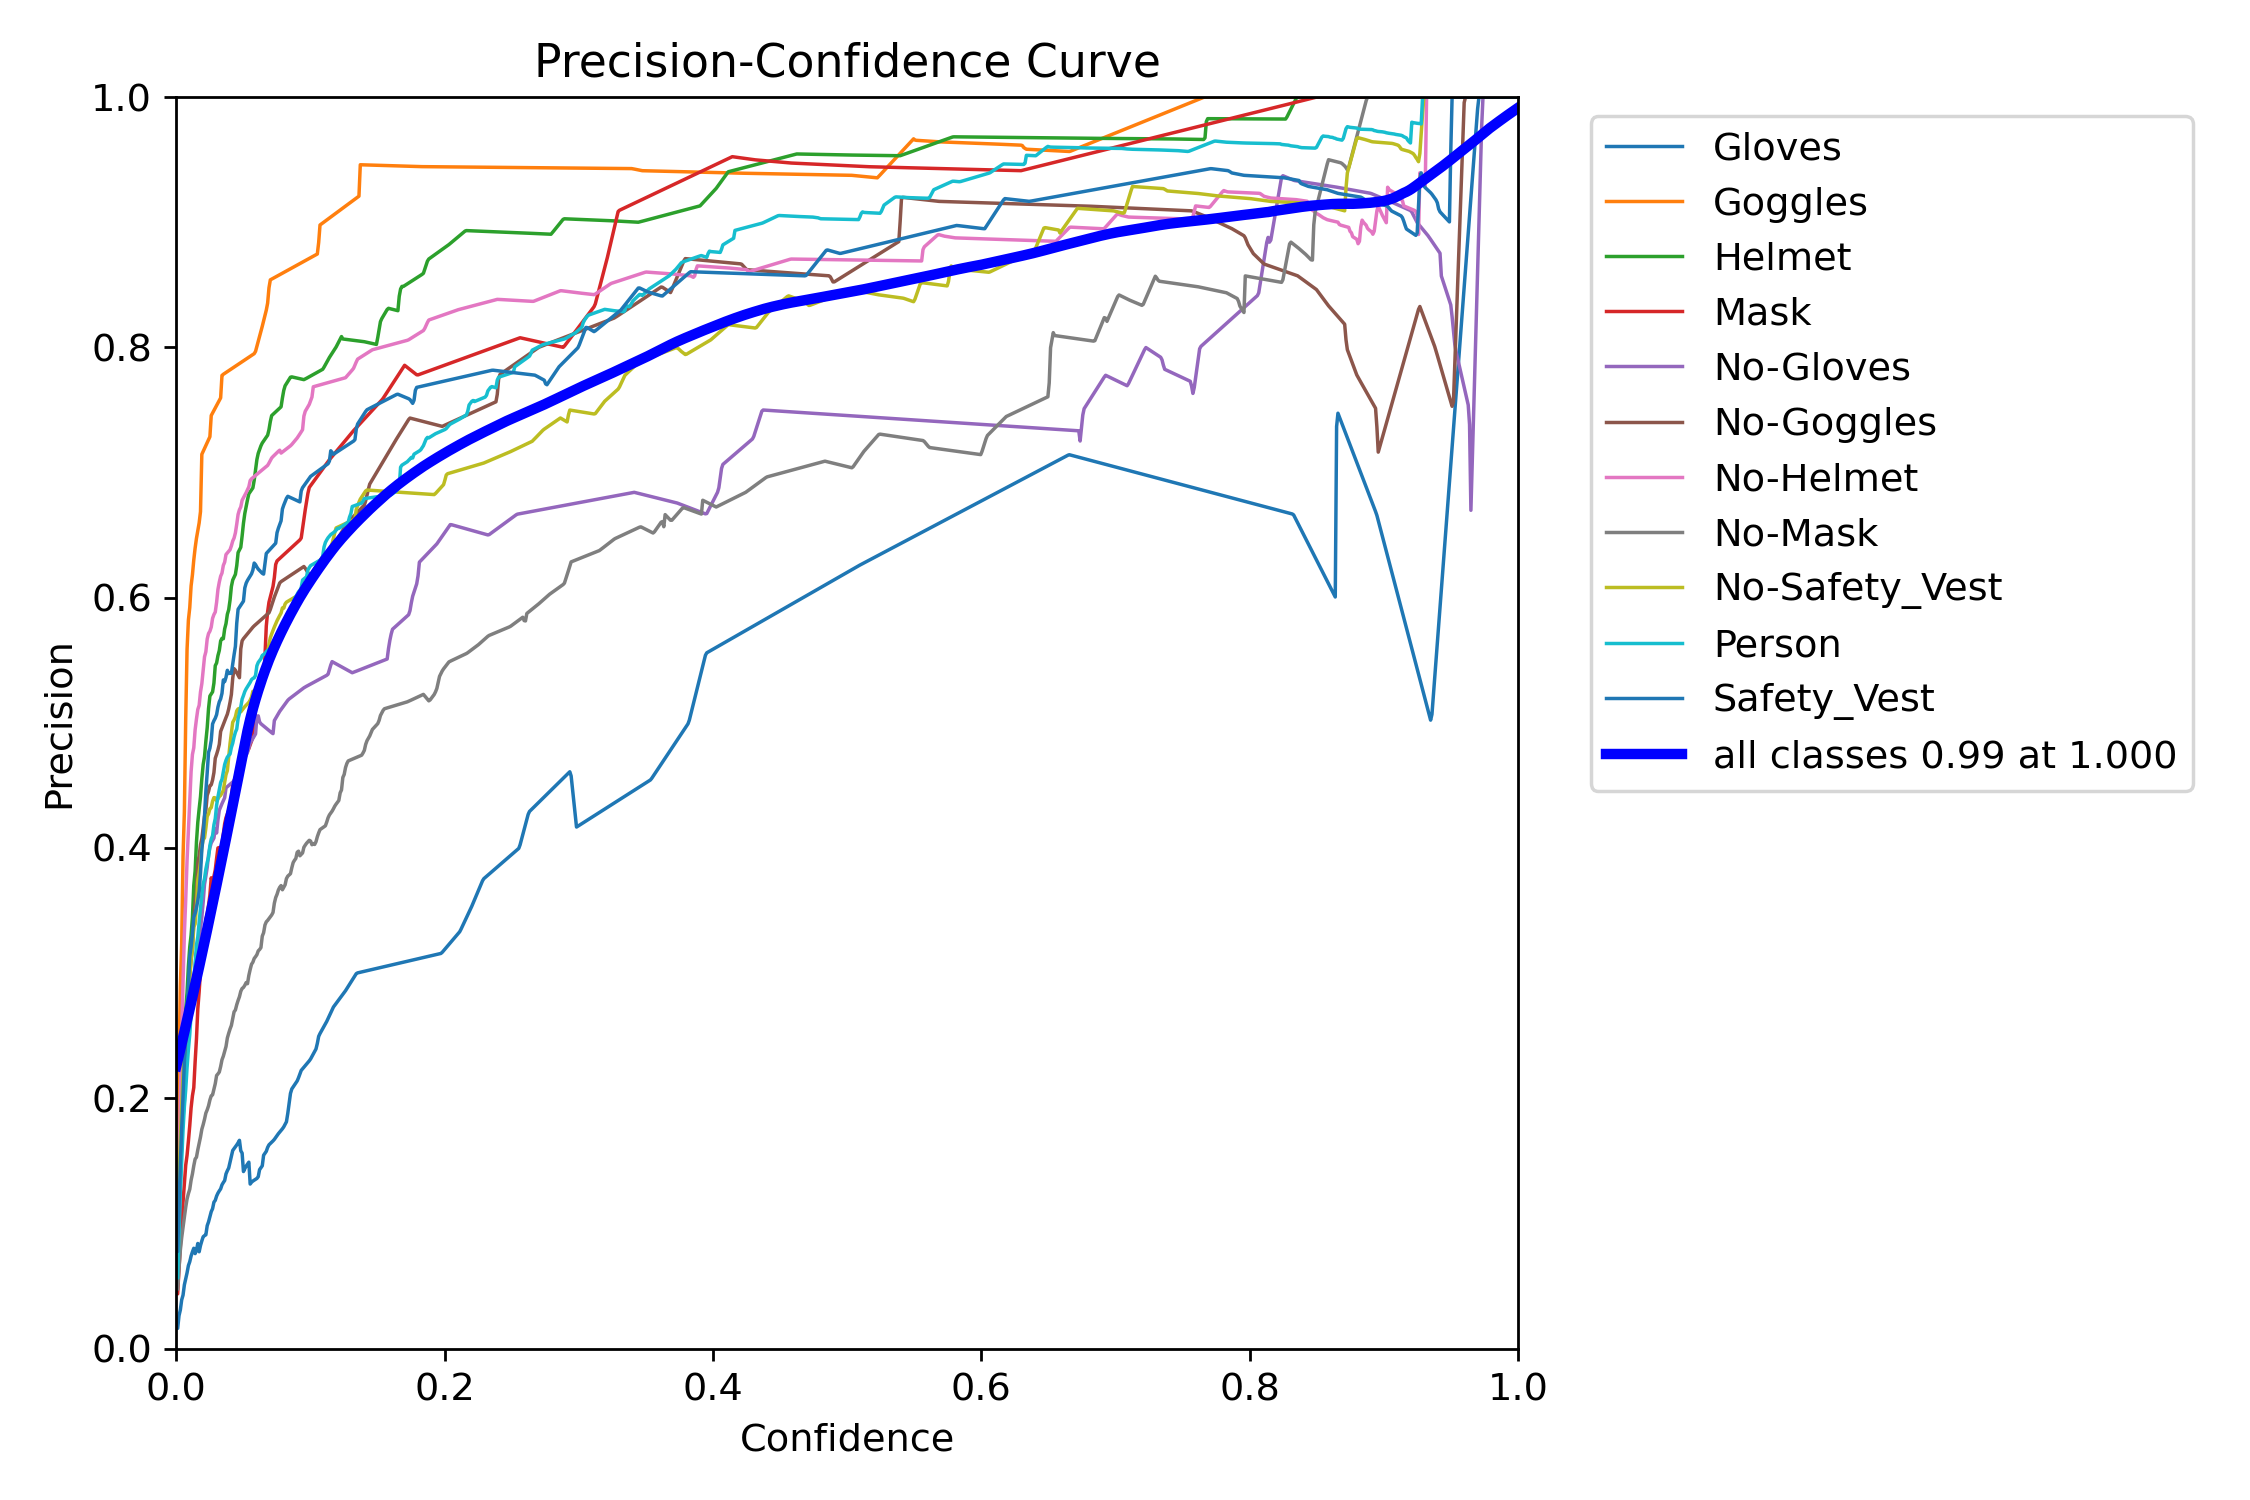 Precision-Confidence Curve
1.0
0.8
0.6
0.4
0.2
0.0
Precision
0.0 0.2 0.4 0.6 0.8 1.0
Confidence
Gloves
Goggles
Helmet
Mask
No-Gloves
No-Goggles
No-Helmet
No-Mask
No-Safety_Vest
Person
Safety_Vest
all classes 0.99 at 1.000